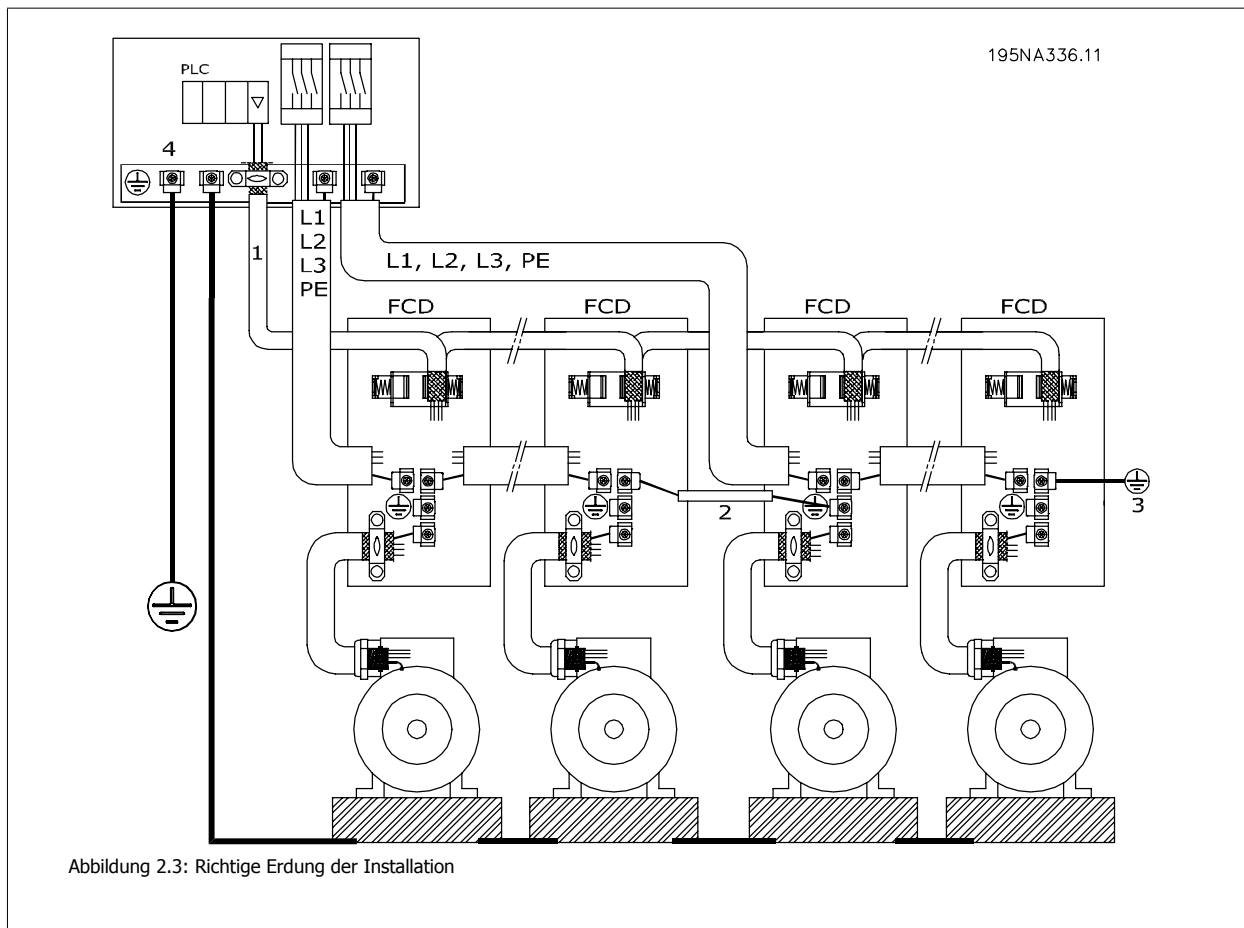 195NA336.11
PLC
4
1
L1
L2
L3
PE
L1, L2, L3, PE
FCD
FCD
FCD
FCD
2
3
Abbildung 2.3: Richtige Erdung der Installation